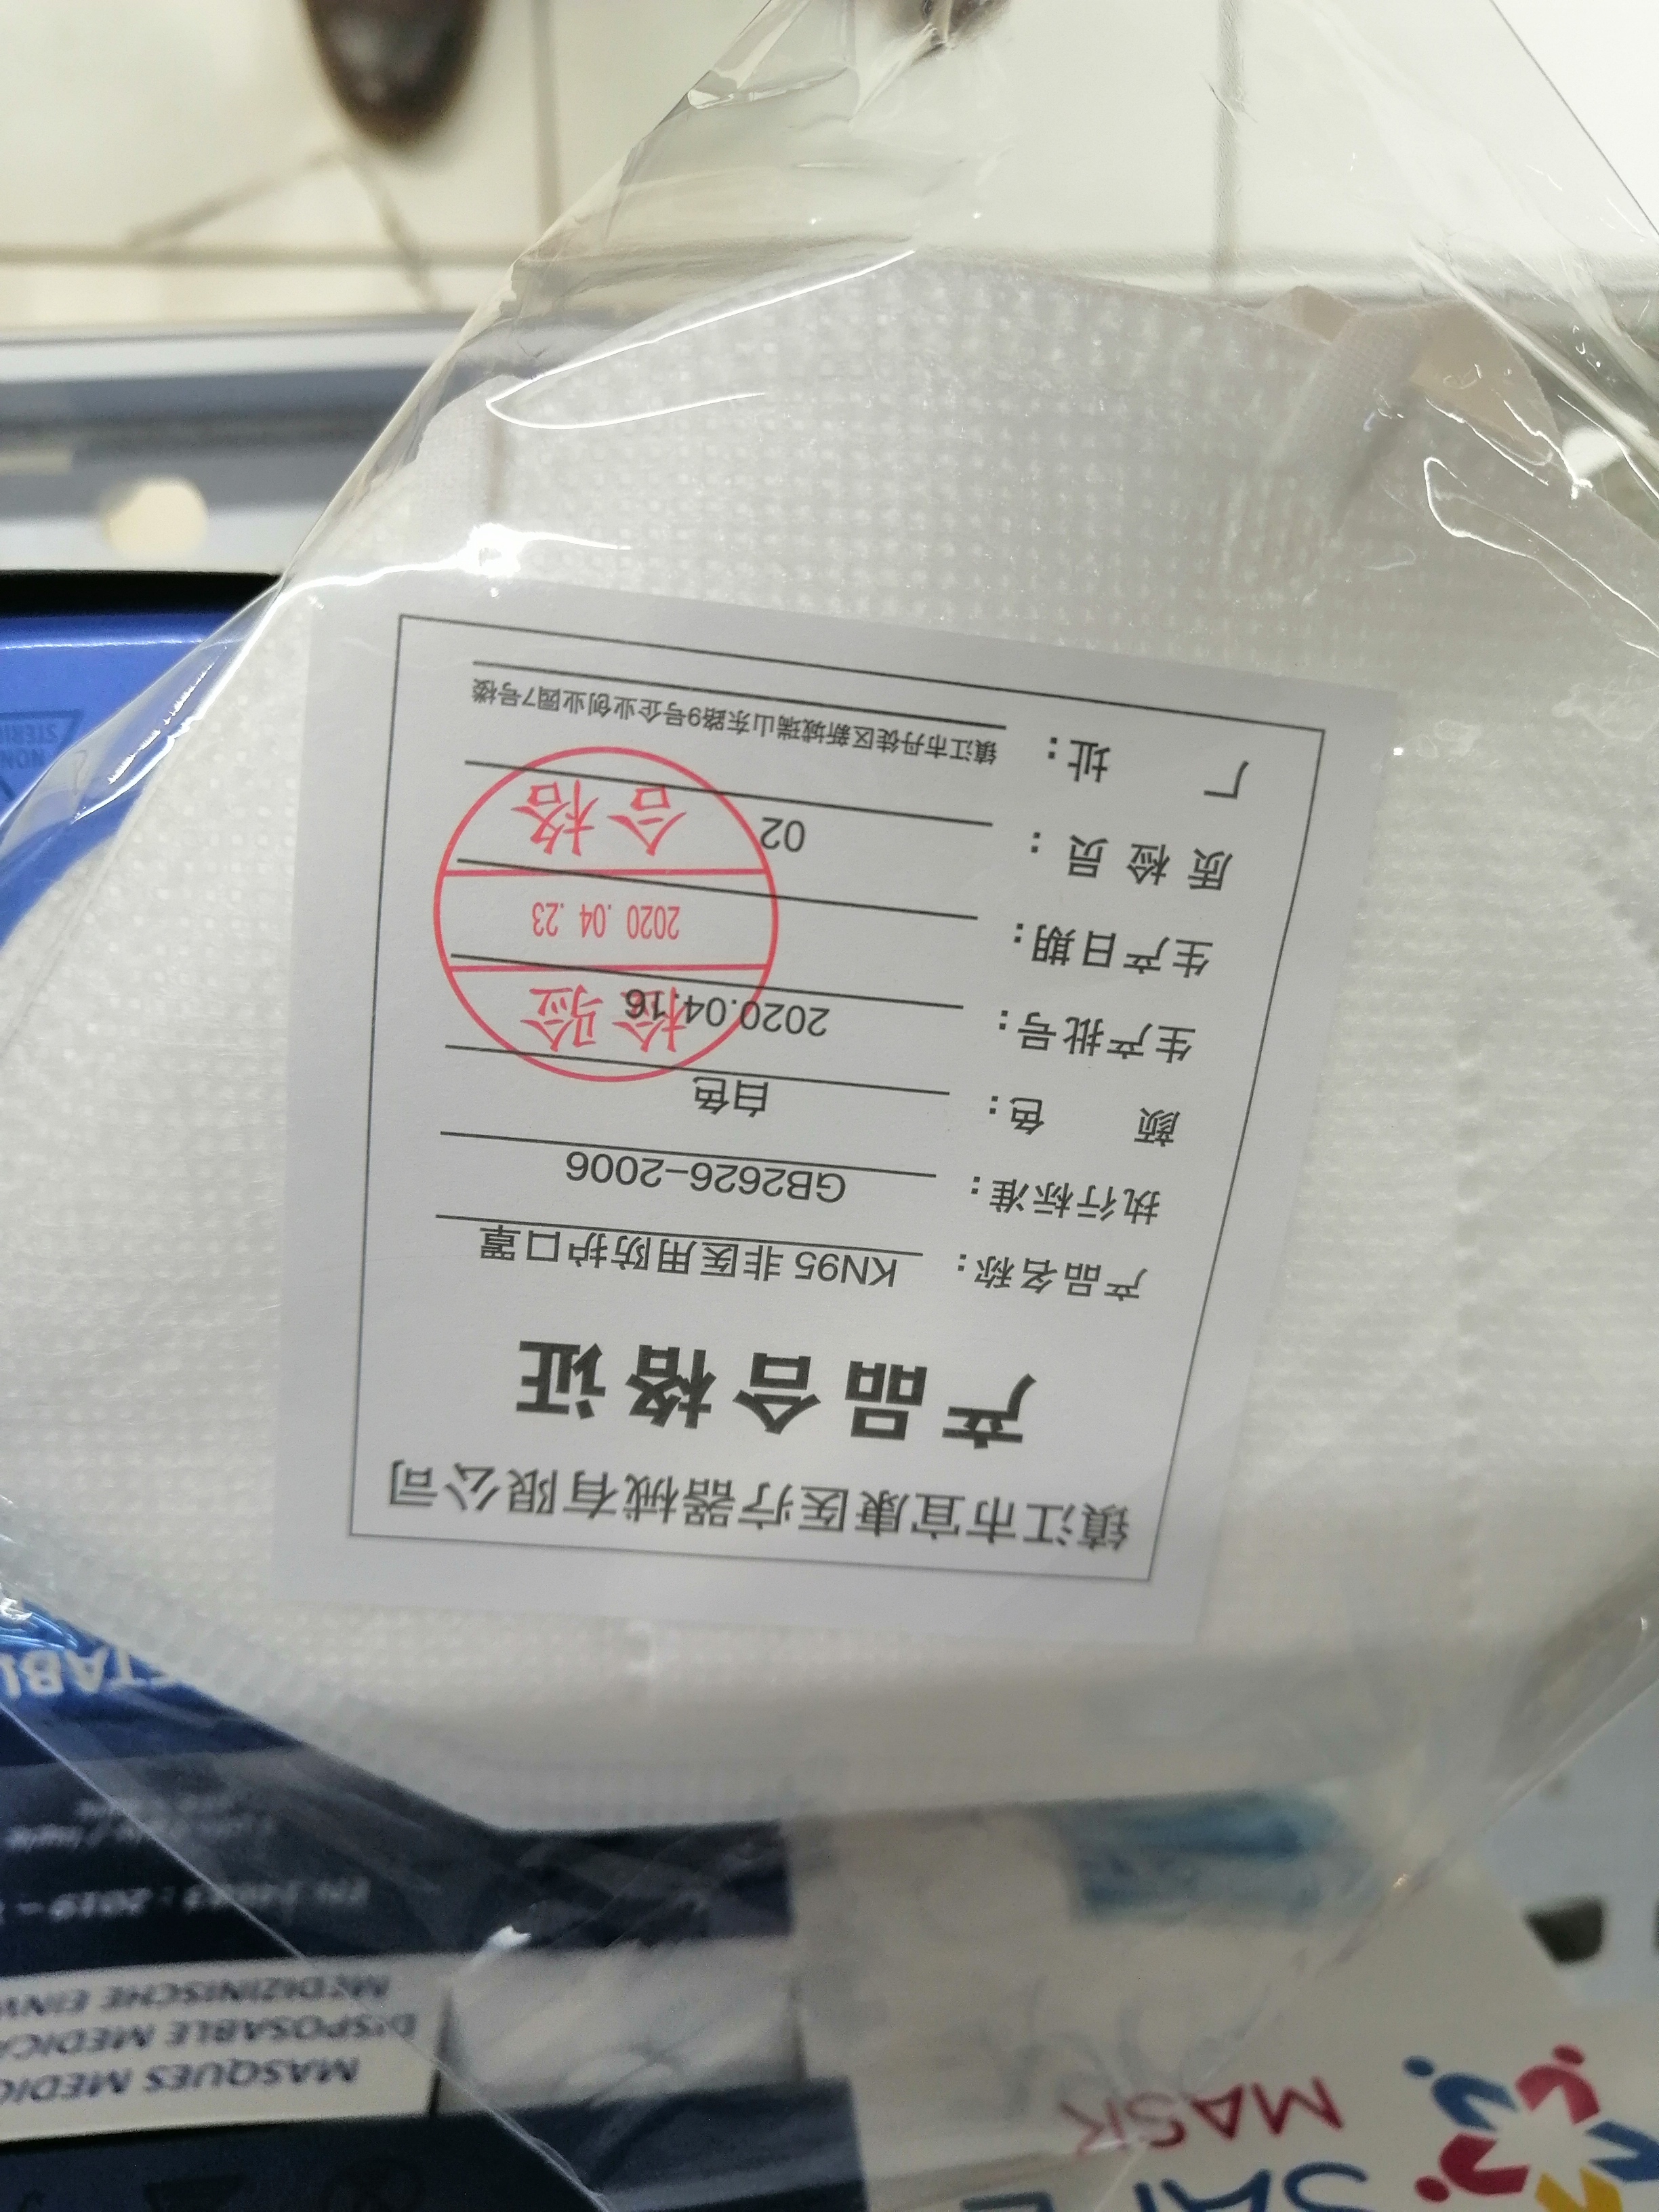 镇江市宜康医疗器械有限公司
产品合格证
产品名称: KN95 非医用防护口罩
执行标准: GB2626-2006
颜 色: 白色
生产批号: 2020.04.16
生产日期:
质检员: 02
厂 址: 镇江市丹徒区新城瑞山东路9号企业创业园7号楼
检验
2020.04.23
合格
MASK
MASQUES MEDIC
DISPOSABLE MEDICA
MEDIZINISCHE EINW
TABL
NON
STERI